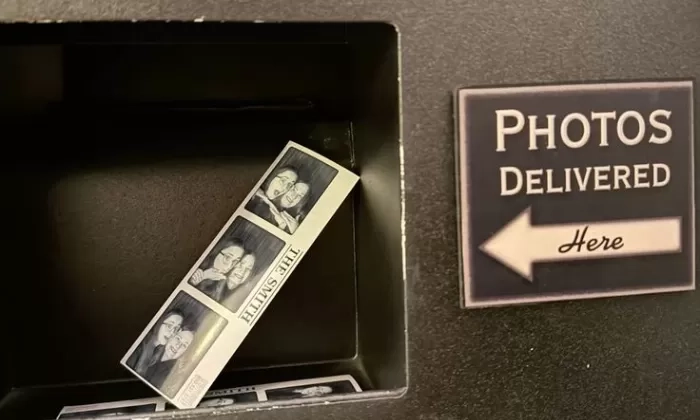 PHOTOS
DELIVERED
Here
THE SMITH